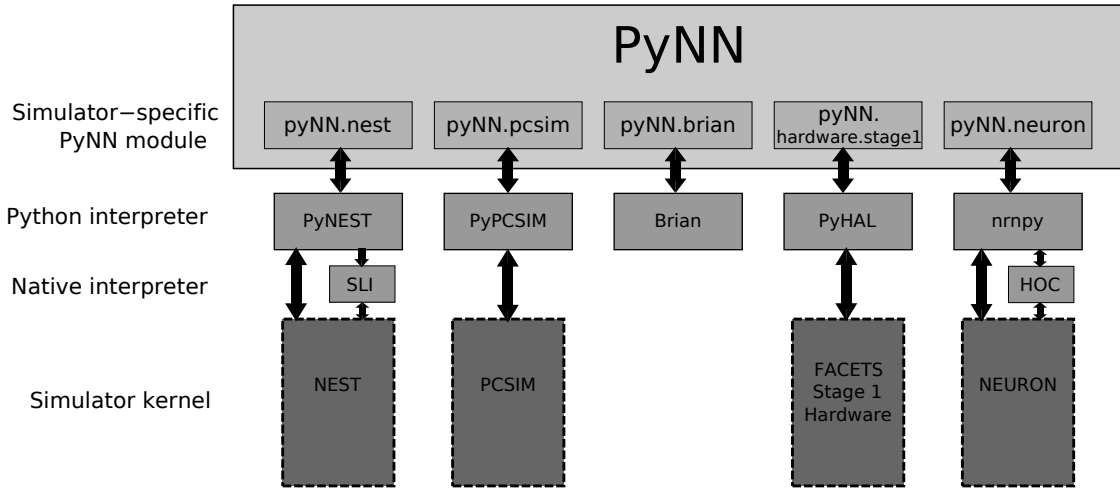 PyNN
Simulator−specific
PyNN module
pyNN.nest
pyNN.pcsim
pyNN.brian
pyNN.
hardware.stage1
pyNN.neuron
Python interpreter
PyNEST
PyPCSIM
Brian
PyHAL
nrnpy
Native interpreter
SLI
HOC
Simulator kernel
NEST
PCSIM
FACETS
Stage 1
Hardware
NEURON